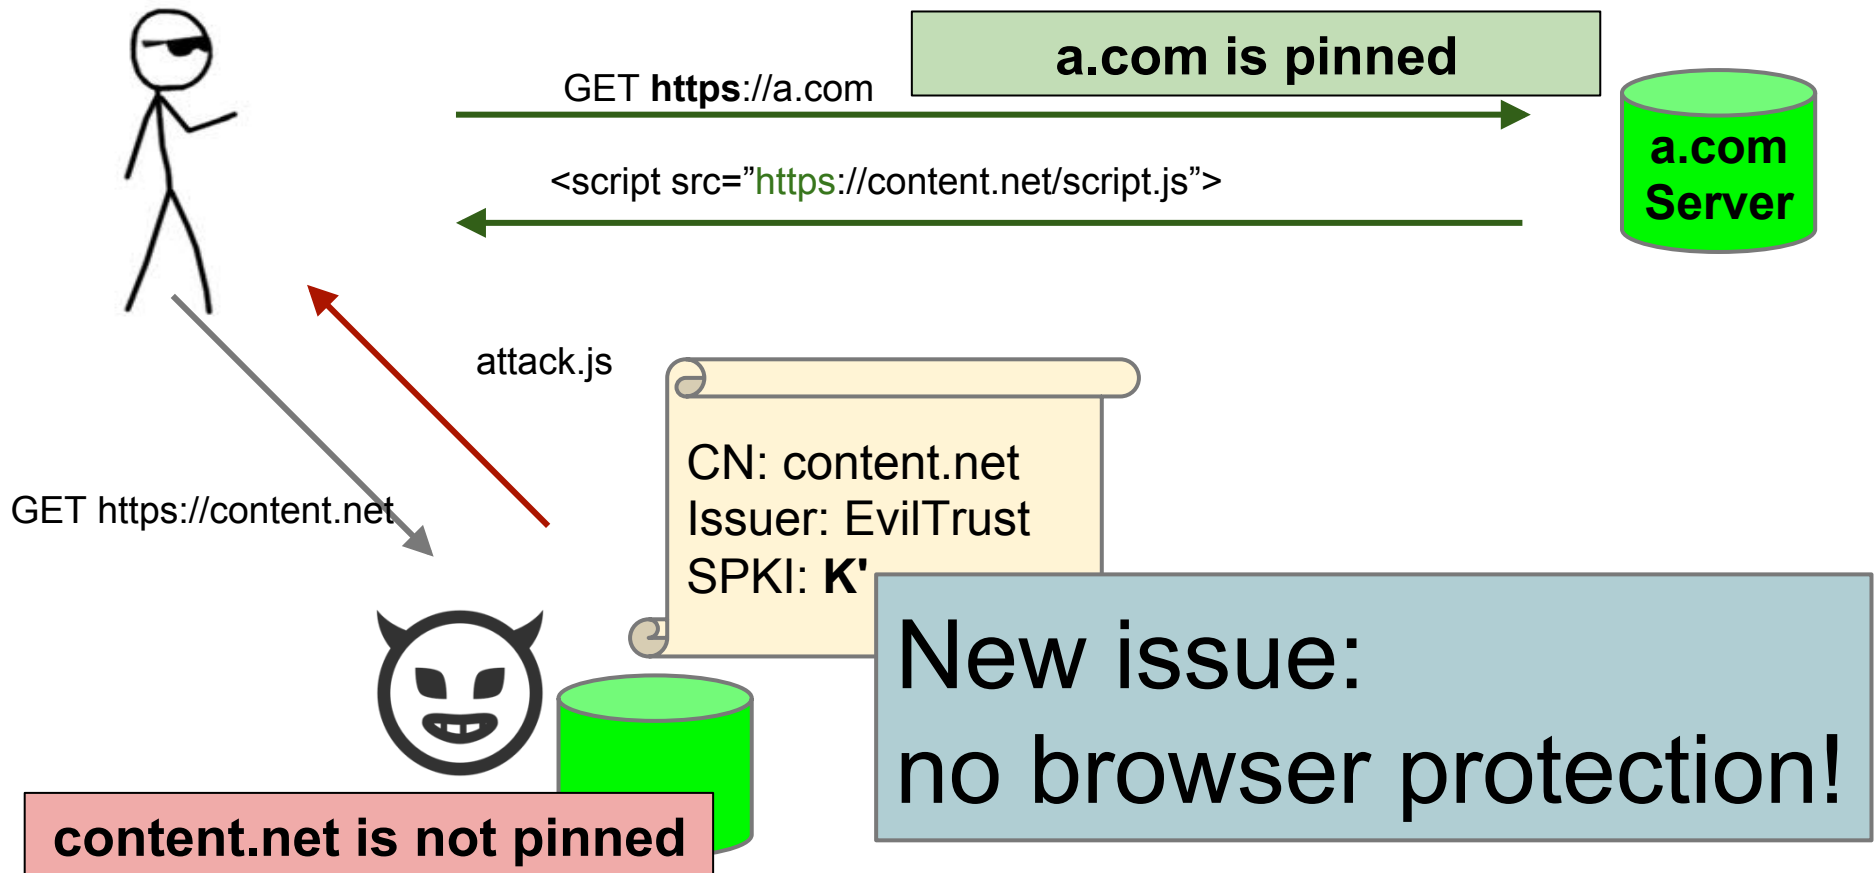 a.com is pinned
GET https://a.com
<script src=”https://content.net/script.js”>
a.com
Server
attack.js
CN: content.net
Issuer: EvilTrust
SPKI: K'
GET https://content.net
New issue:
no browser protection!
content.net is not pinned